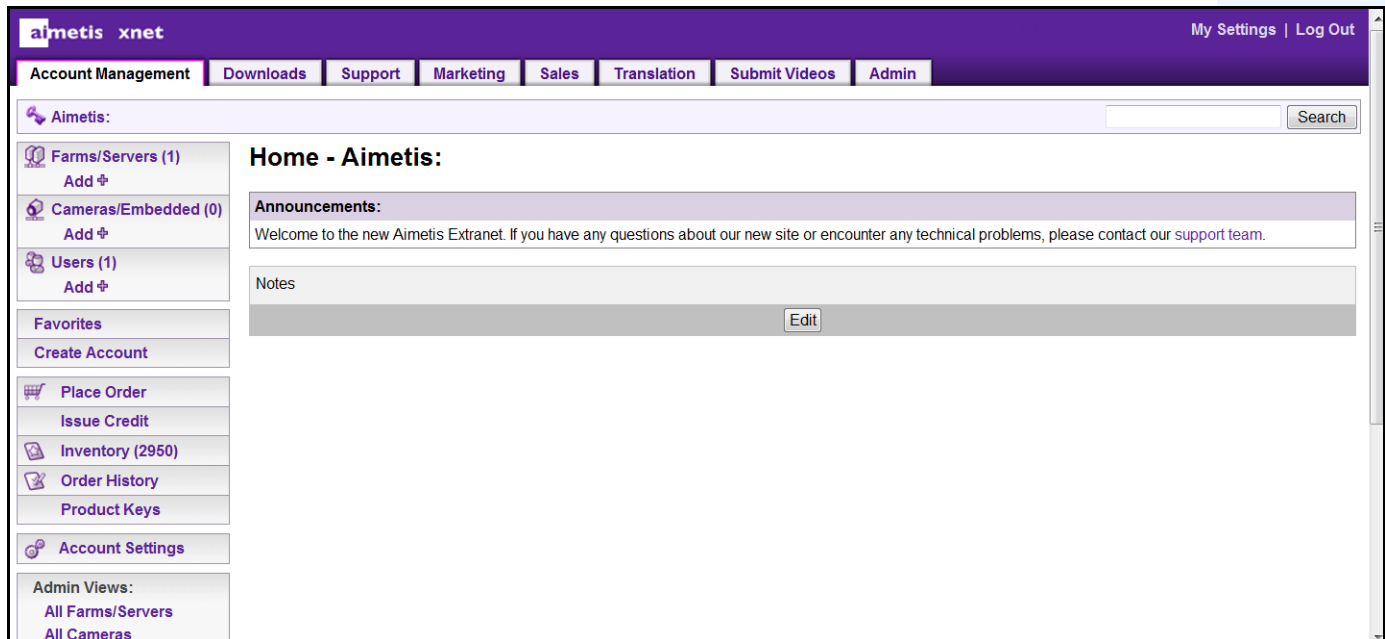 aimetis xnet
My Settings | Log Out
Account Management Downloads Support Marketing Sales Translation Submit Videos Admin
Aimetis:
Search
Farms/Servers (1)
Add
Cameras/Embedded (0)
Add
Users (1)
Add
Favorites
Create Account
Place Order
Issue Credit
Inventory (2950)
Order History
Product Keys
Account Settings
Admin Views:
All Farms/Servers
All Cameras
Home - Aimetis:
Announcements:
Welcome to the new Aimetis Extranet. If you have any questions about our new site or encounter any technical problems, please contact our support team.
Notes
Edit